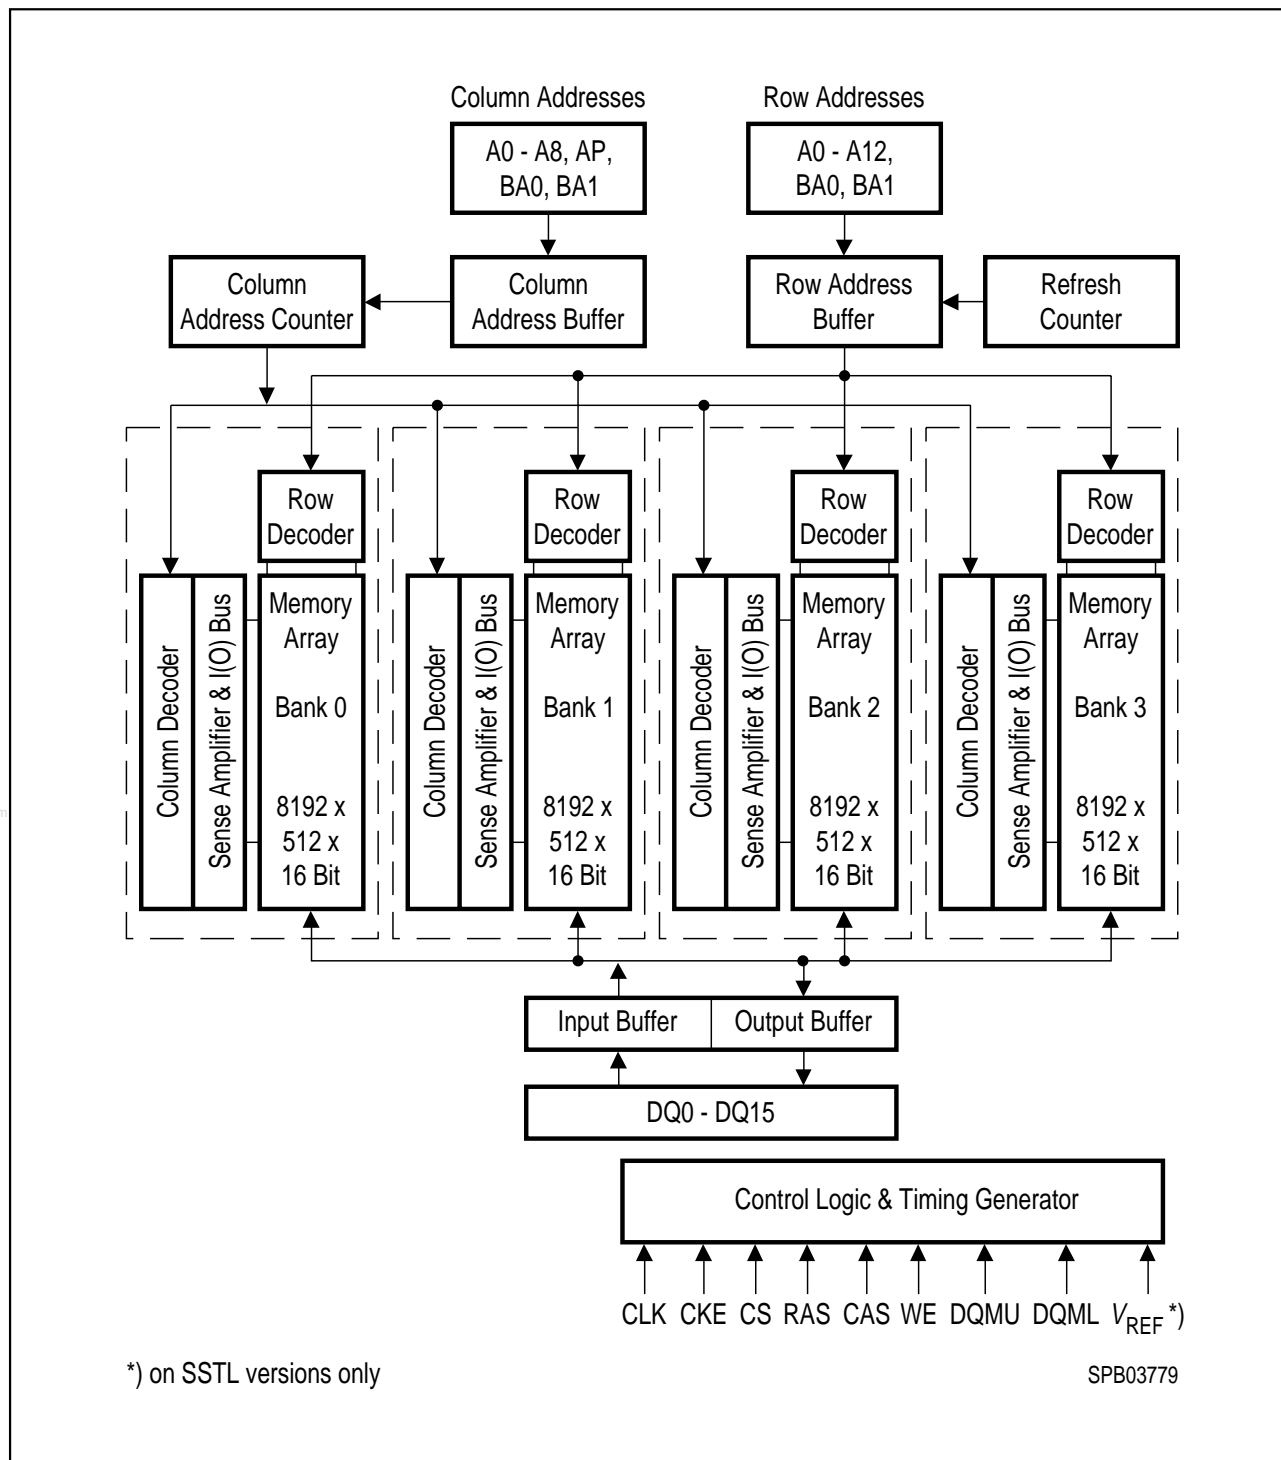 Column Addresses
Row Addresses
A0 - A8, AP,
BA0, BA1
A0 - A12,
BA0, BA1
Column
Address Counter
Column
Address Buffer
Row Address
Buffer
Refresh
Counter
Row
Decoder
Row
Decoder
Row
Decoder
Row
Decoder
Column Decoder
Sense Amplifier & I(O) Bus
Memory
Array
Bank 0
8192 x
512 x
16 Bit
Column Decoder
Sense Amplifier & I(O) Bus
Memory
Array
Bank 1
8192 x
512 x
16 Bit
Column Decoder
Sense Amplifier & I(O) Bus
Memory
Array
Bank 2
8192 x
512 x
16 Bit
Column Decoder
Sense Amplifier & I(O) Bus
Memory
Array
Bank 3
8192 x
512 x
16 Bit
Input Buffer
Output Buffer
DQ0 - DQ15
Control Logic & Timing Generator
CLK CKE CS RAS CAS WE DQMU DQML VREF *)
*) on SSTL versions only
SPB03779